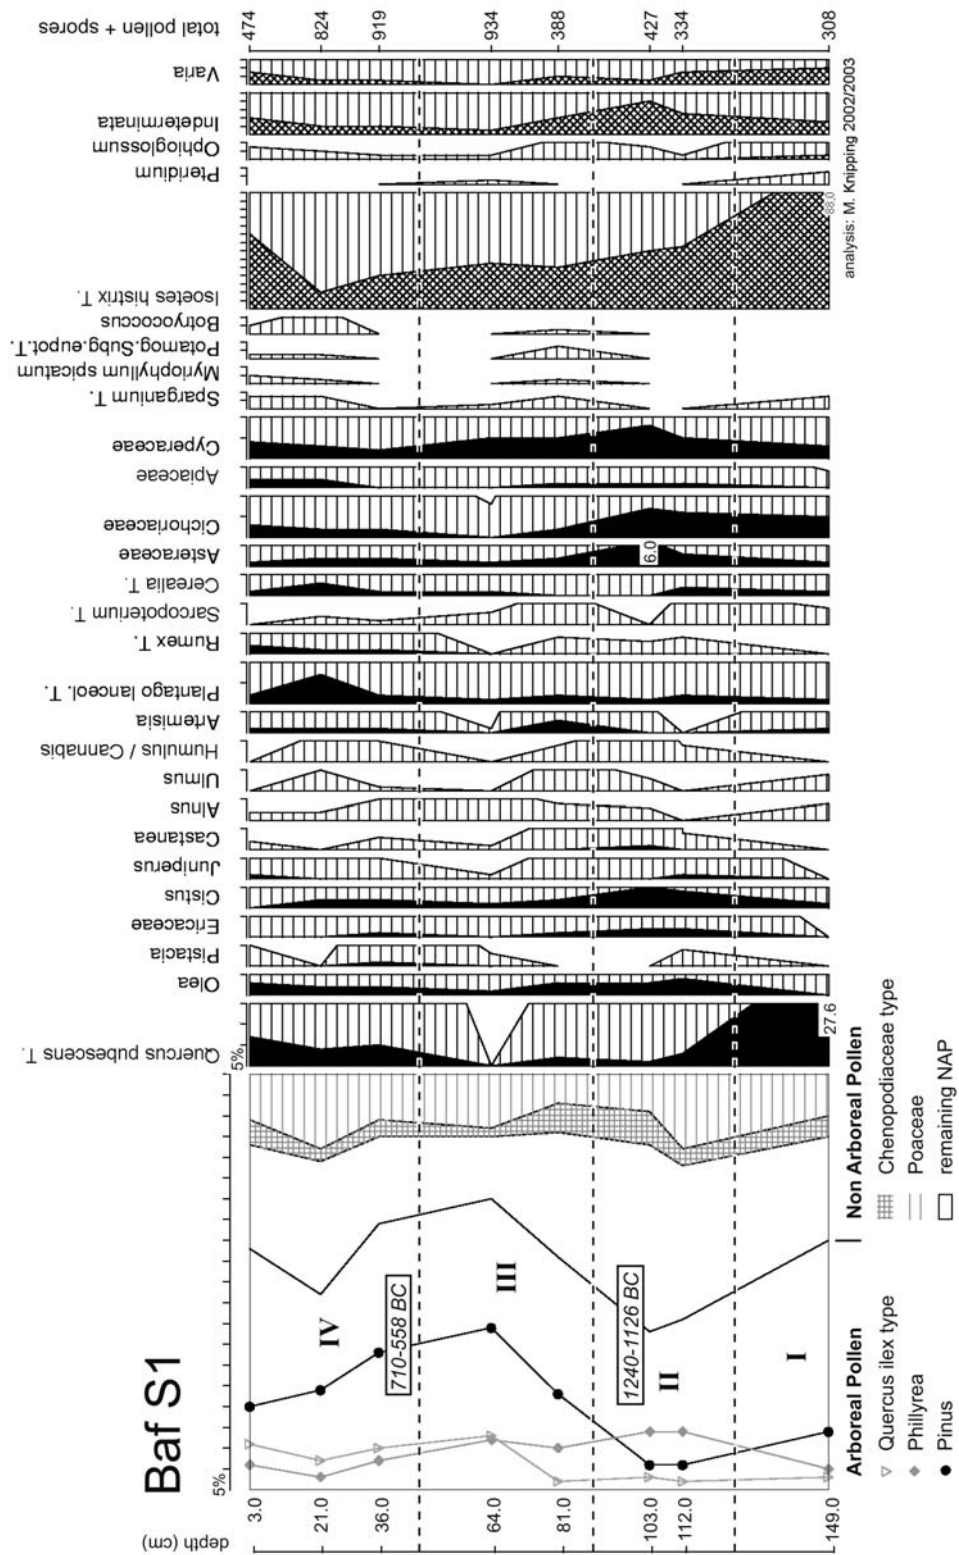 Baf S1
depth (cm)
3.0
21.0
36.0
64.0
81.0
103.0
112.0
149.0
5%
IV
III
II
I
710-558 BC
1240-1126 BC
Arboreal Pollen
Quercus ilex type
Phillyrea
Pinus
Non Arboreal Pollen
Chenopodiaceae type
Poaceae
remaining NAP
5%
Quercus pubescens T.
27.6
Olea
Pistacia
Ericaceae
Cistus
Juniperus
Castanea
Alnus
Ulmus
Humulus / Cannabis
Artemisia
Plantago lanceol. T.
Rumex T.
Sarcopoterium T.
Cerealia T.
Asteraceae
6.0
Cichoriaceae
Apiaceae
Cyperaceae
Sparganium T.
Myriophyllum spicatum
Potamog.Subg.eupot.T.
Botryococcus
Isoetes histrix T.
88.0
Pteridium
Ophioglossum
Indeterminata
Varia
total pollen + spores
474
824
919
934
388
427
334
308
analysis: M. Knipping 2002/2003